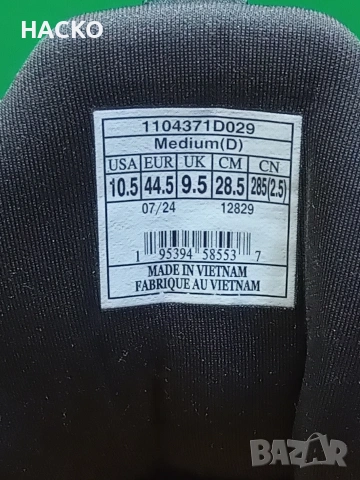 HACKO
1104371D029
Medium(D)
USA EUR UK CM CN
10.5 44.5 9.5 28.5 285(2.5)
07/24 12829
1 95394 58553 7
MADE IN VIETNAM
FABRIQUE AU VIETNAM
BAZAR